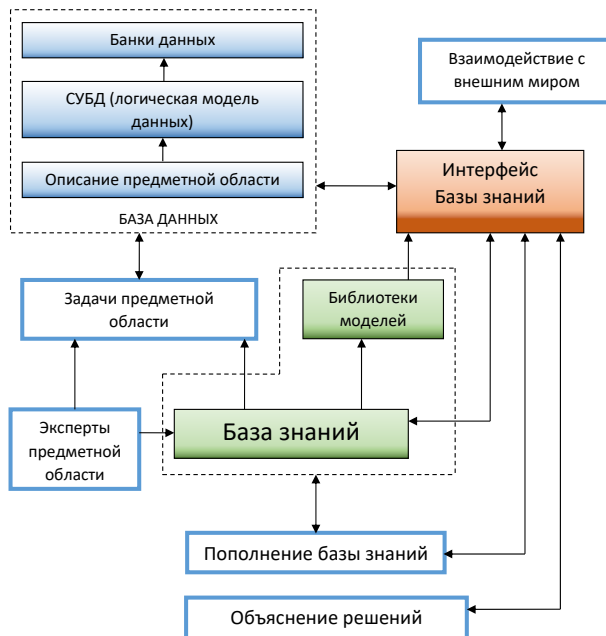 Банки данных
СУБД (логическая модель
данных)
Описание предметной области
БАЗА ДАННЫХ
Взаимодействие с
внешним миром
Интерфейс
Базы знаний
Задачи предметной
области
Библиотеки
моделей
Эксперты
предметной
области
База знаний
Пополнение базы знаний
Объяснение решений